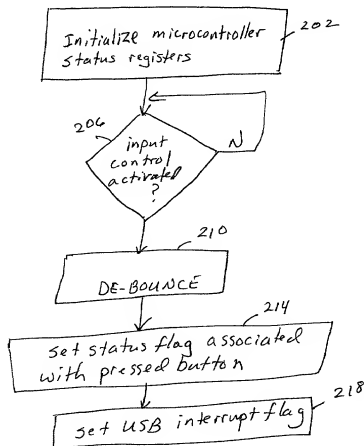 Initialize microcontroller
status registers
202
206
input
control
activated
?
N
210
DE-BOUNCE
214
set status flag associated
with pressed button
218
set USB interrupt flag